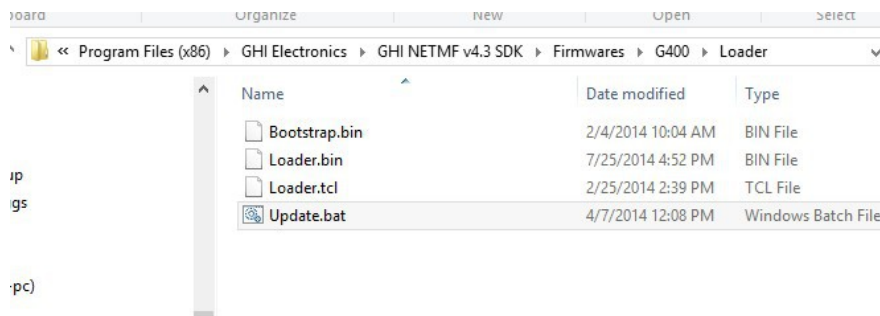 Organize New Open Select
« Program Files (x86) GHI Electronics GHI NETMF v4.3 SDK Firmwares G400 Loader
Name Date modified Type
Bootstrap.bin 2/4/2014 10:04 AM BIN File
Loader.bin 7/25/2014 4:52 PM BIN File
Loader.tcl 2/25/2014 2:39 PM TCL File
Update.bat 4/7/2014 12:08 PM Windows Batch File
-pc)